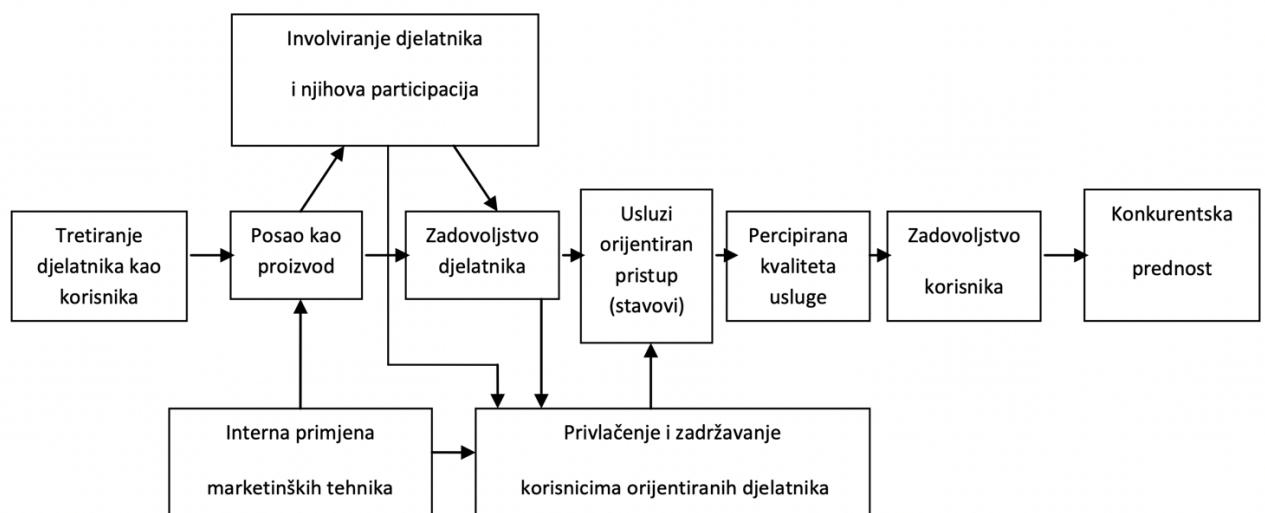 Involviranje djelatnika
i njihova participacija
Tretiranje
djelatnika kao
korisnika
Posao kao
proizvod
Zadovoljstvo
djelatnika
Usluzi
orijentiran
pristup
(stavovi)
Percipirana
kvaliteta
usluge
Zadovoljstvo
korisnika
Konkurentska
prednost
Interna primjena
marketinških tehnika
Privlačenje i zadržavanje
korisnicima orijentiranih djelatnika